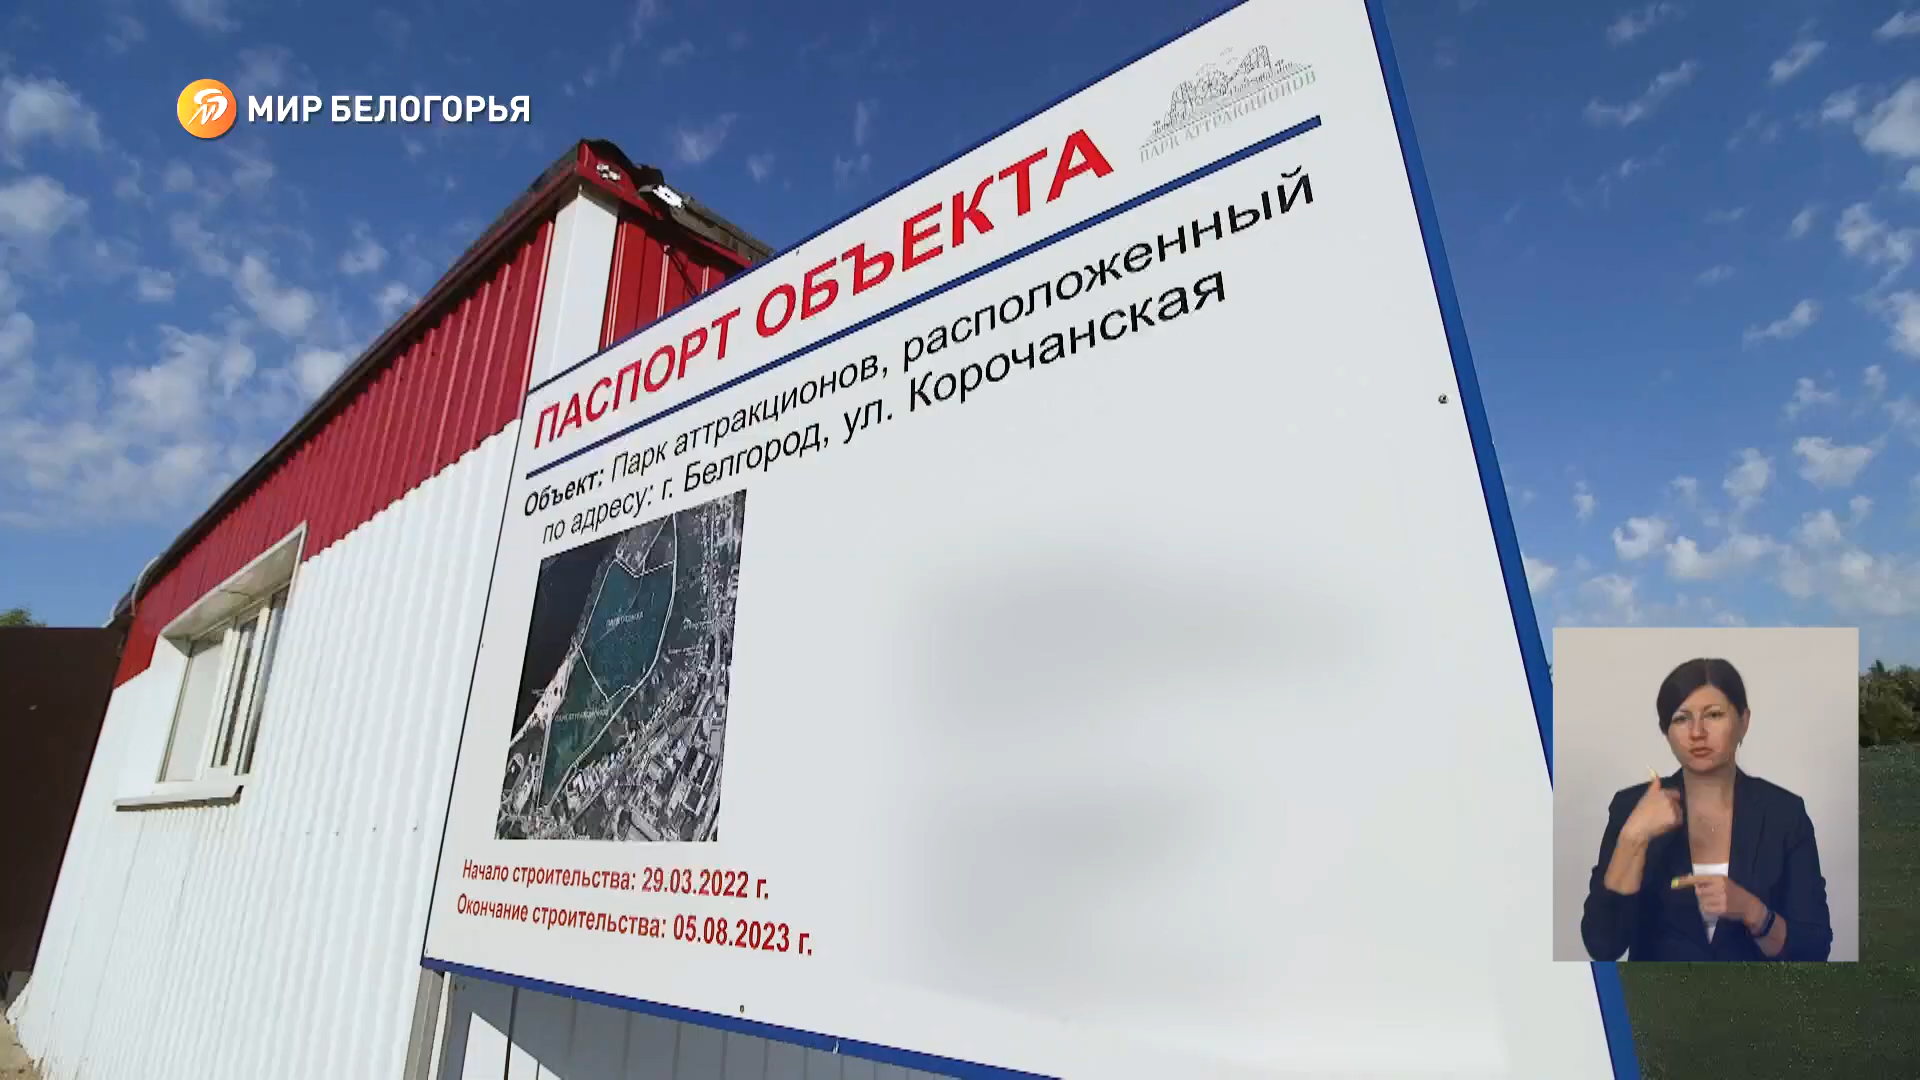 МИР БЕЛОГОРЬЯ
ПАРК АТТРАКЦИОНОВ
ПАСПОРТ ОБЪЕКТА
Объект: Парк аттракционов, расположенный
по адресу: г. Белгород, ул. Корочанская
Начало строительства: 29.03.2022 г.
Окончание строительства: 05.08.2023 г.